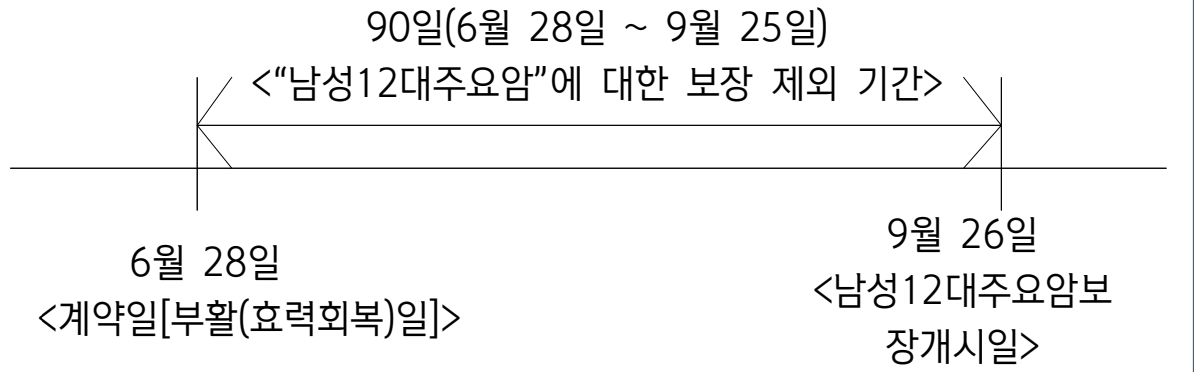 90일(6월 28일 ~ 9월 25일)
<“남성12대주요암”에 대한 보장 제외 기간>
6월 28일
<계약일[부활(효력회복)일]>
9월 26일
<남성12대주요암보
장개시일>